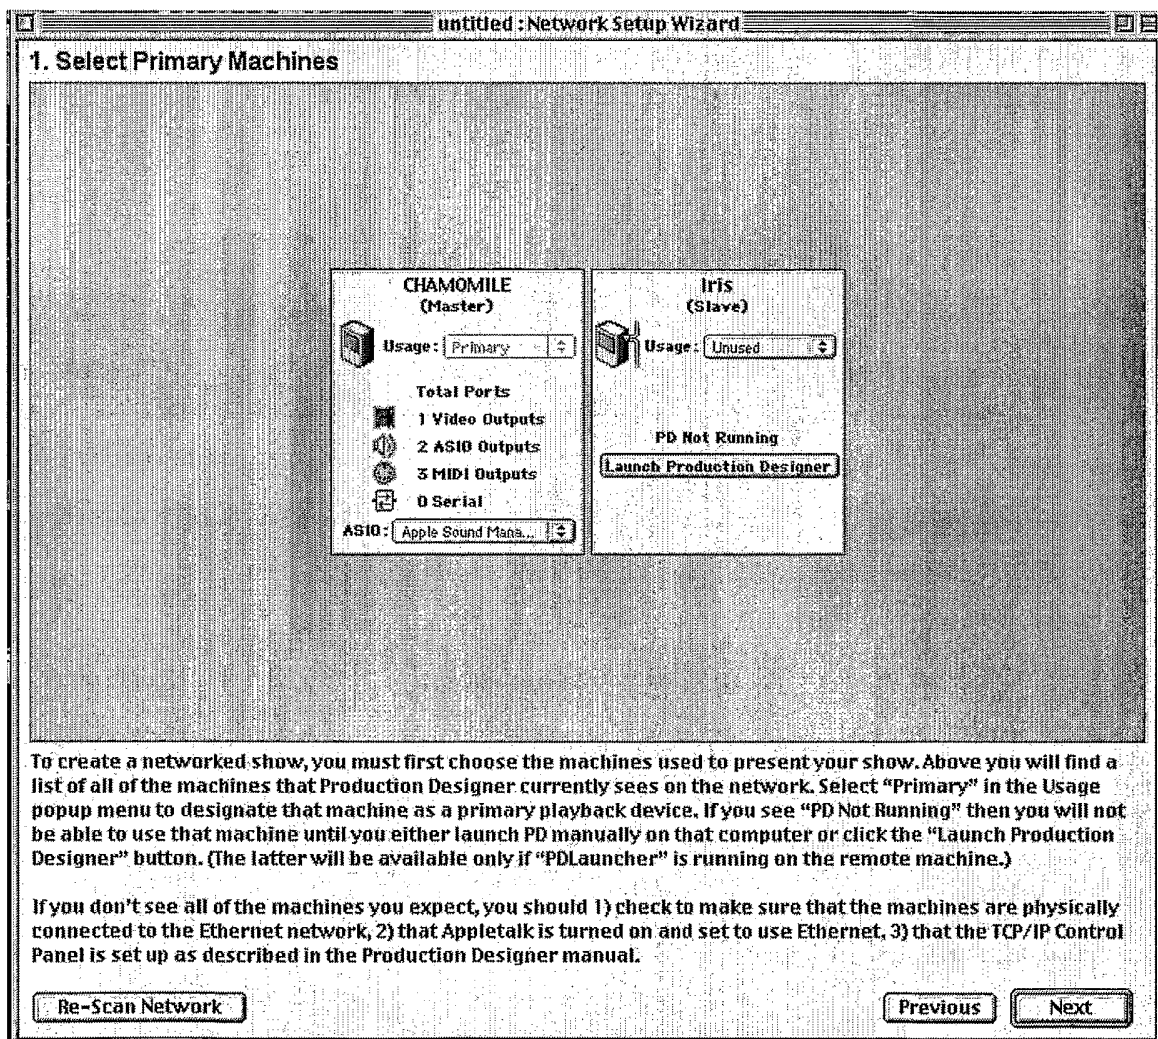 untitled : Network Setup Wizard
1. Select Primary Machines
CHAMOMILE
(Master)
Usage: Primary
Total Ports
1 Video Outputs
2 ASIO Outputs
3 MIDI Outputs
0 Serial
ASIO: Apple Sound Mana...
Iris
(Slave)
Usage: Unused
PD Not Running
Launch Production Designer
To create a networked show, you must first choose the machines used to present your show. Above you will find a
list of all of the machines that Production Designer currently sees on the network. Select “Primary” in the Usage
popup menu to designate that machine as a primary playback device. If you see “PD Not Running” then you will not
be able to use that machine until you either launch PD manually on that computer or click the “Launch Production
Designer” button. (The latter will be available only if “PDLauncher” is running on the remote machine.)
If you don't see all of the machines you expect, you should 1) check to make sure that the machines are physically
connected to the Ethernet network, 2) that Appletalk is turned on and set to use Ethernet, 3) that the TCP/IP Control
Panel is set up as described in the Production Designer manual.
Re-Scan Network
Previous
Next